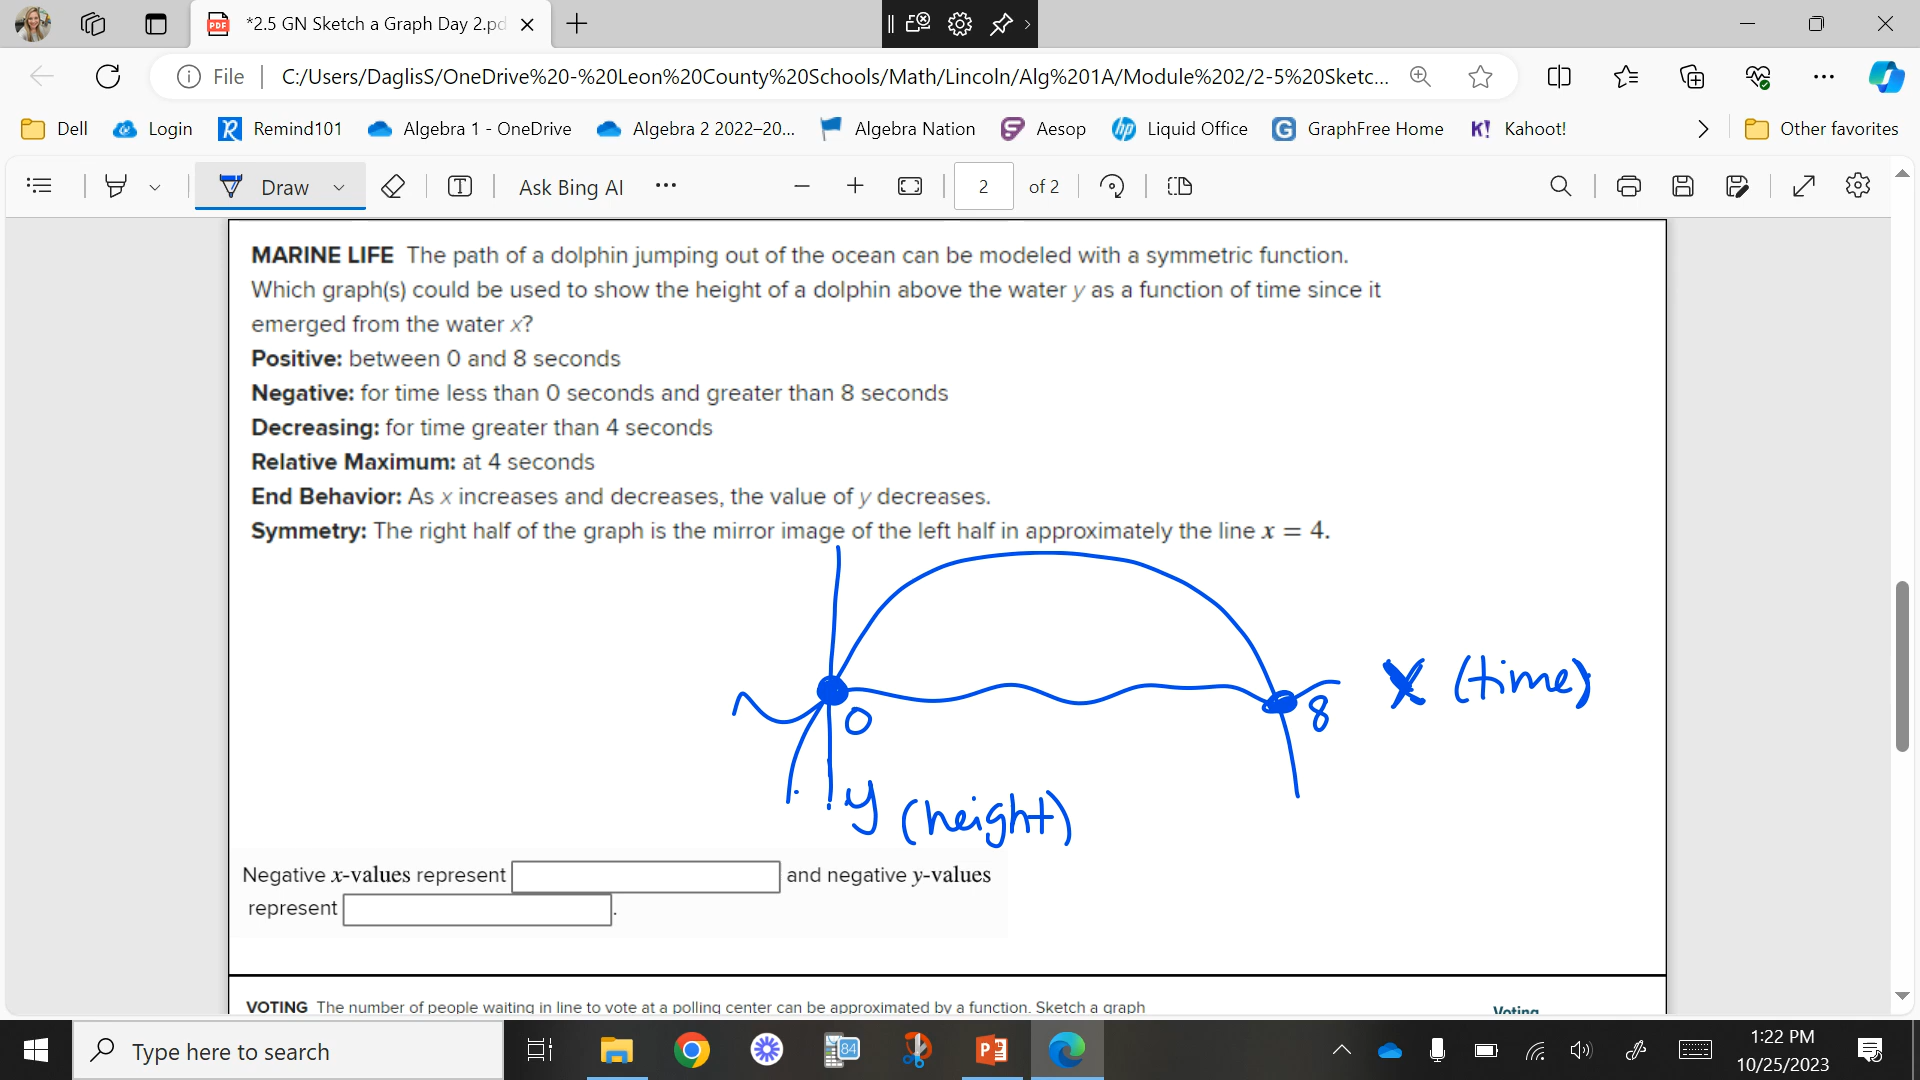 *2.5 GN Sketch a Graph Day 2.pd
File C:/Users/DaglisS/OneDrive%20-%20Leon%20County%20Schools/Math/Lincoln/Alg%201A/Module%202/2-5%20Sketc...
Dell Login Remind101 Algebra 1 - OneDrive Algebra 2 2022–20... Algebra Nation Aesop Liquid Office GraphFree Home Kahoot! Other favorites
Draw Ask Bing AI 2 of 2
MARINE LIFE The path of a dolphin jumping out of the ocean can be modeled with a symmetric function.
Which graph(s) could be used to show the height of a dolphin above the water y as a function of time since it
emerged from the water x?
Positive: between 0 and 8 seconds
Negative: for time less than 0 seconds and greater than 8 seconds
Decreasing: for time greater than 4 seconds
Relative Maximum: at 4 seconds
End Behavior: As x increases and decreases, the value of y decreases.
Symmetry: The right half of the graph is the mirror image of the left half in approximately the line x = 4.
x (time)
0 8
y (height)
Negative x-values represent and negative y-values
represent .
VOTING The number of people waiting in line to vote at a polling center can be approximated by a function. Sketch a graph
Voting
Type here to search 84 1:22 PM
10/25/2023